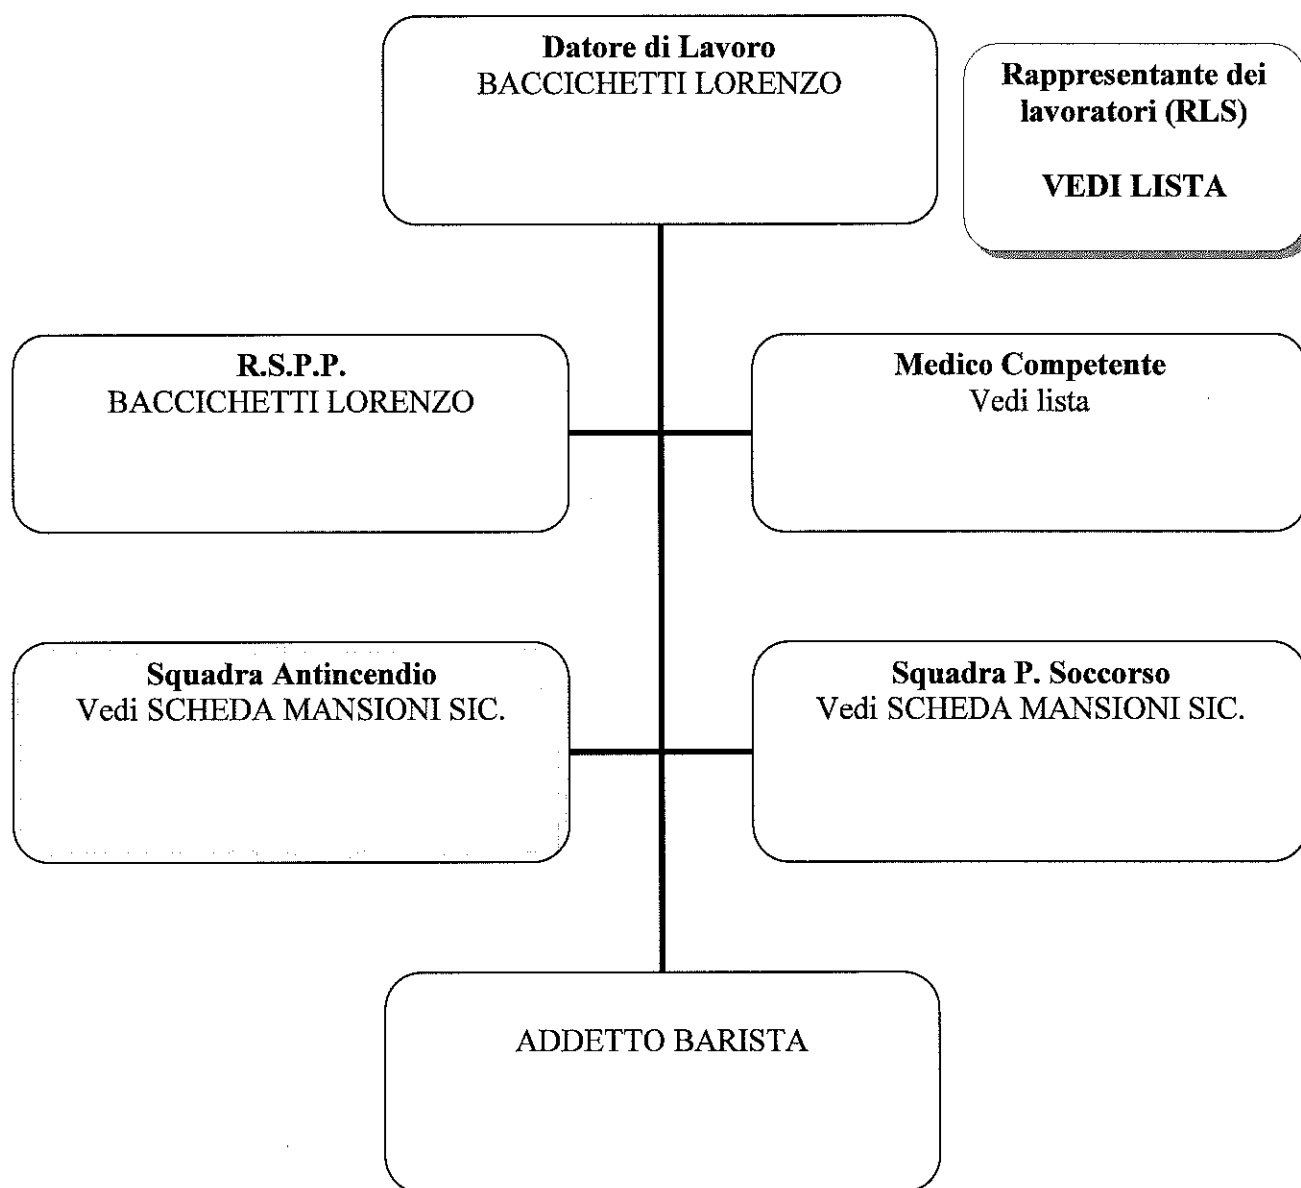 Datore di Lavoro
BACCICHETTI LORENZO
Rappresentante dei
lavoratori (RLS)
VEDI LISTA
R.S.P.P.
BACCICHETTI LORENZO
Medico Competente
Vedi lista
Squadra Antincendio
Vedi SCHEDA MANSIONI SIC.
Squadra P. Soccorso
Vedi SCHEDA MANSIONI SIC.
ADDETTO BARISTA